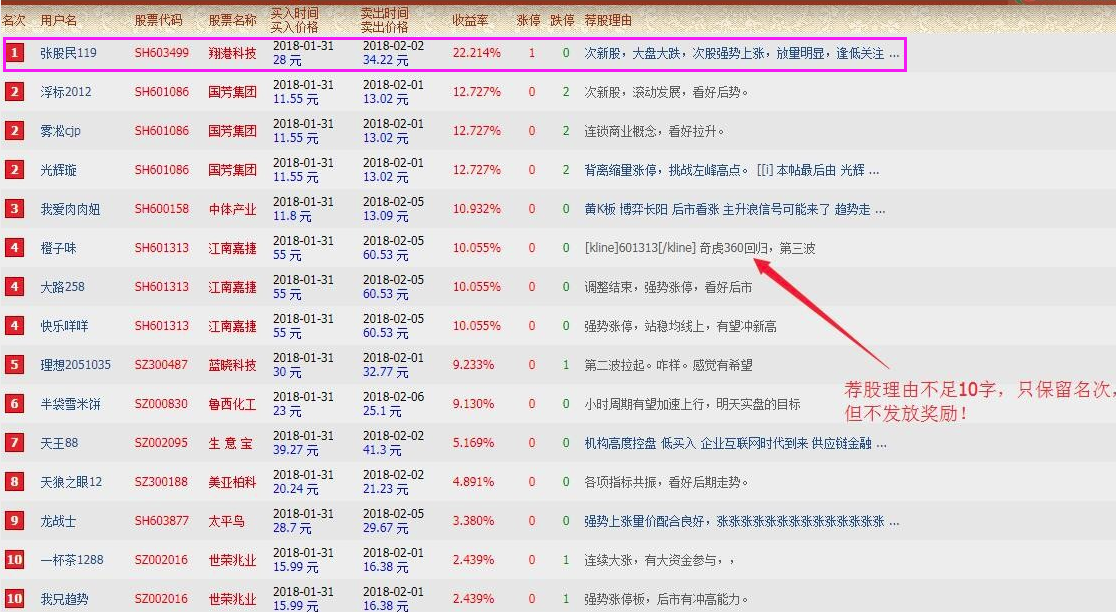 名次 用户名 股票代码 股票名称 买入时间 卖出时间 收益率 涨停 跌停 荐股理由
买入价格 卖出价格
1 张股民119 SH603499 翔港科技 2018-01-31 2018-02-02 22.214% 1 0 次新股，大盘大跌，次股强势上涨，放量明显，逢低关注 ...
28 元 34.22 元
2 浮标2012 SH601086 国芳集团 2018-01-31 2018-02-01 12.727% 0 2 次新股，滚动发展，看好后势。
11.55 元 13.02 元
2 雾凇cjp SH601086 国芳集团 2018-01-31 2018-02-01 12.727% 0 2 连锁商业概念，看好拉升。
11.55 元 13.02 元
2 光辉璇 SH601086 国芳集团 2018-01-31 2018-02-01 12.727% 0 2 背离缩量涨停，挑战左峰高点。 [[i] 本帖最后由 光辉 ...
11.55 元 13.02 元
3 我爱肉肉妞 SH600158 中体产业 2018-01-31 2018-02-05 10.932% 0 0 黄K板 博弈长阳 后市看涨 主升浪信号可能来了 趋势走 ...
11.8 元 13.09 元
4 橙子味 SH601313 江南嘉捷 2018-01-31 2018-02-05 10.055% 0 0 [kline]601313[/kline] 奇虎360回归，第三波
55 元 60.53 元
4 大路258 SH601313 江南嘉捷 2018-01-31 2018-02-05 10.055% 0 0 调整结束，强势涨停，看好后市
55 元 60.53 元
4 快乐咩咩 SH601313 江南嘉捷 2018-01-31 2018-02-05 10.055% 0 0 强势涨停，站稳均线上，有望冲新高
55 元 60.53 元
5 理想2051035 SZ300487 蓝晓科技 2018-01-31 2018-02-01 9.233% 0 1 第二波拉起。咋样。感觉有希望
30 元 32.77 元
6 半袋雪米饼 SZ000830 鲁西化工 2018-01-31 2018-02-06 9.130% 0 0 小时周期有望加速上行，明天实盘的目标
23 元 25.1 元
荐股理由不足10字，只保留名次，
但不发放奖励！
7 天王88 SZ002095 生 意 宝 2018-01-31 2018-02-02 5.169% 0 0 机构高度控盘 低买入 企业互联网时代到来 供应链金融 ...
39.27 元 41.3 元
8 天狼之眼12 SZ300188 美亚柏科 2018-01-31 2018-02-02 4.891% 0 0 各项指标共振，看好后期走势。
20.24 元 21.23 元
9 龙战士 SH603877 太平鸟 2018-01-31 2018-02-05 3.380% 0 0 强势上涨量价配合良好，涨涨涨涨涨涨涨涨涨涨涨涨涨涨 ...
28.7 元 29.67 元
10 一杯茶1288 SZ002016 世荣兆业 2018-01-31 2018-02-01 2.439% 0 1 连续大涨，有大资金参与，，
15.99 元 16.38 元
10 我兄趋势 SZ002016 世荣兆业 2018-01-31 2018-02-01 2.439% 0 1 强势涨停板，后市有冲高能力。
15.99 元 16.38 元